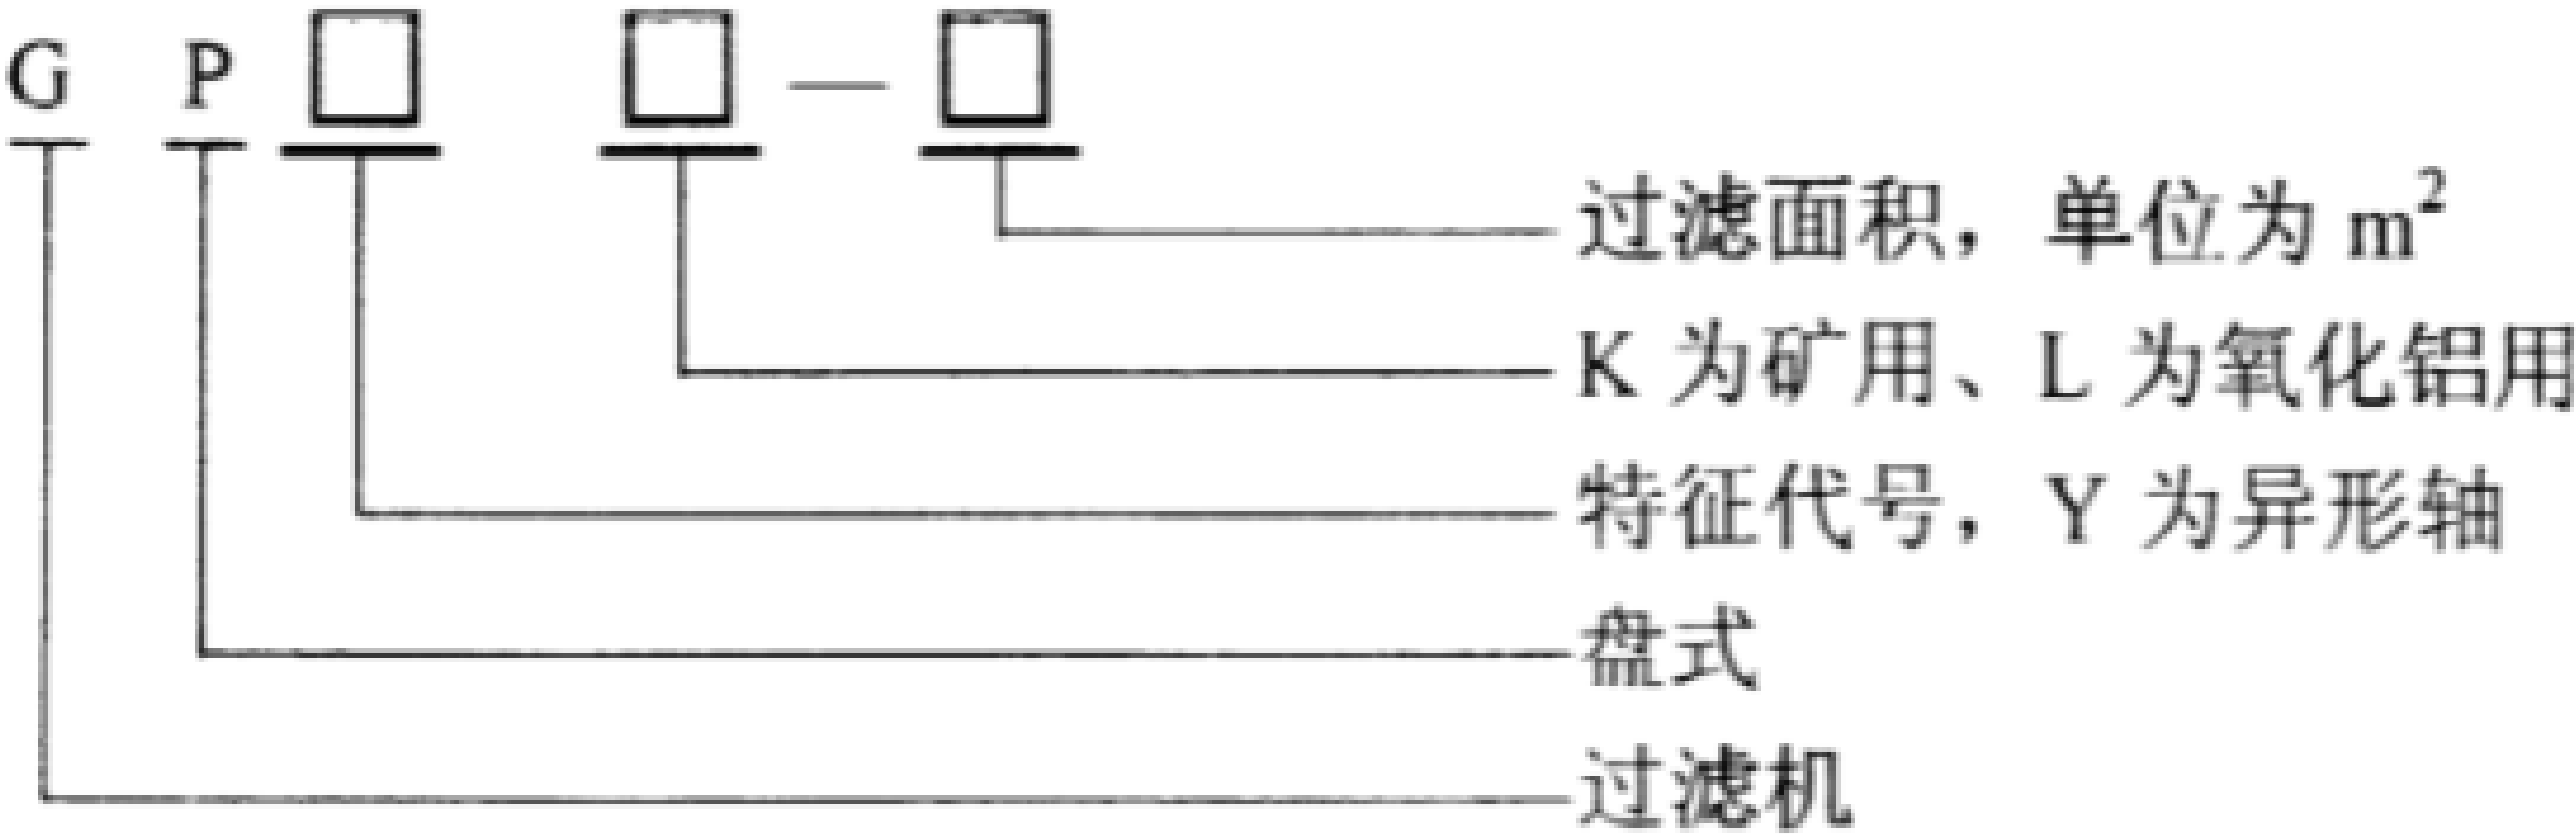 G P□ □—□
过滤面积，单位为 m²
K 为矿用、L 为氧化铝用
特征代号，Y 为异形轴
盘式
过滤机